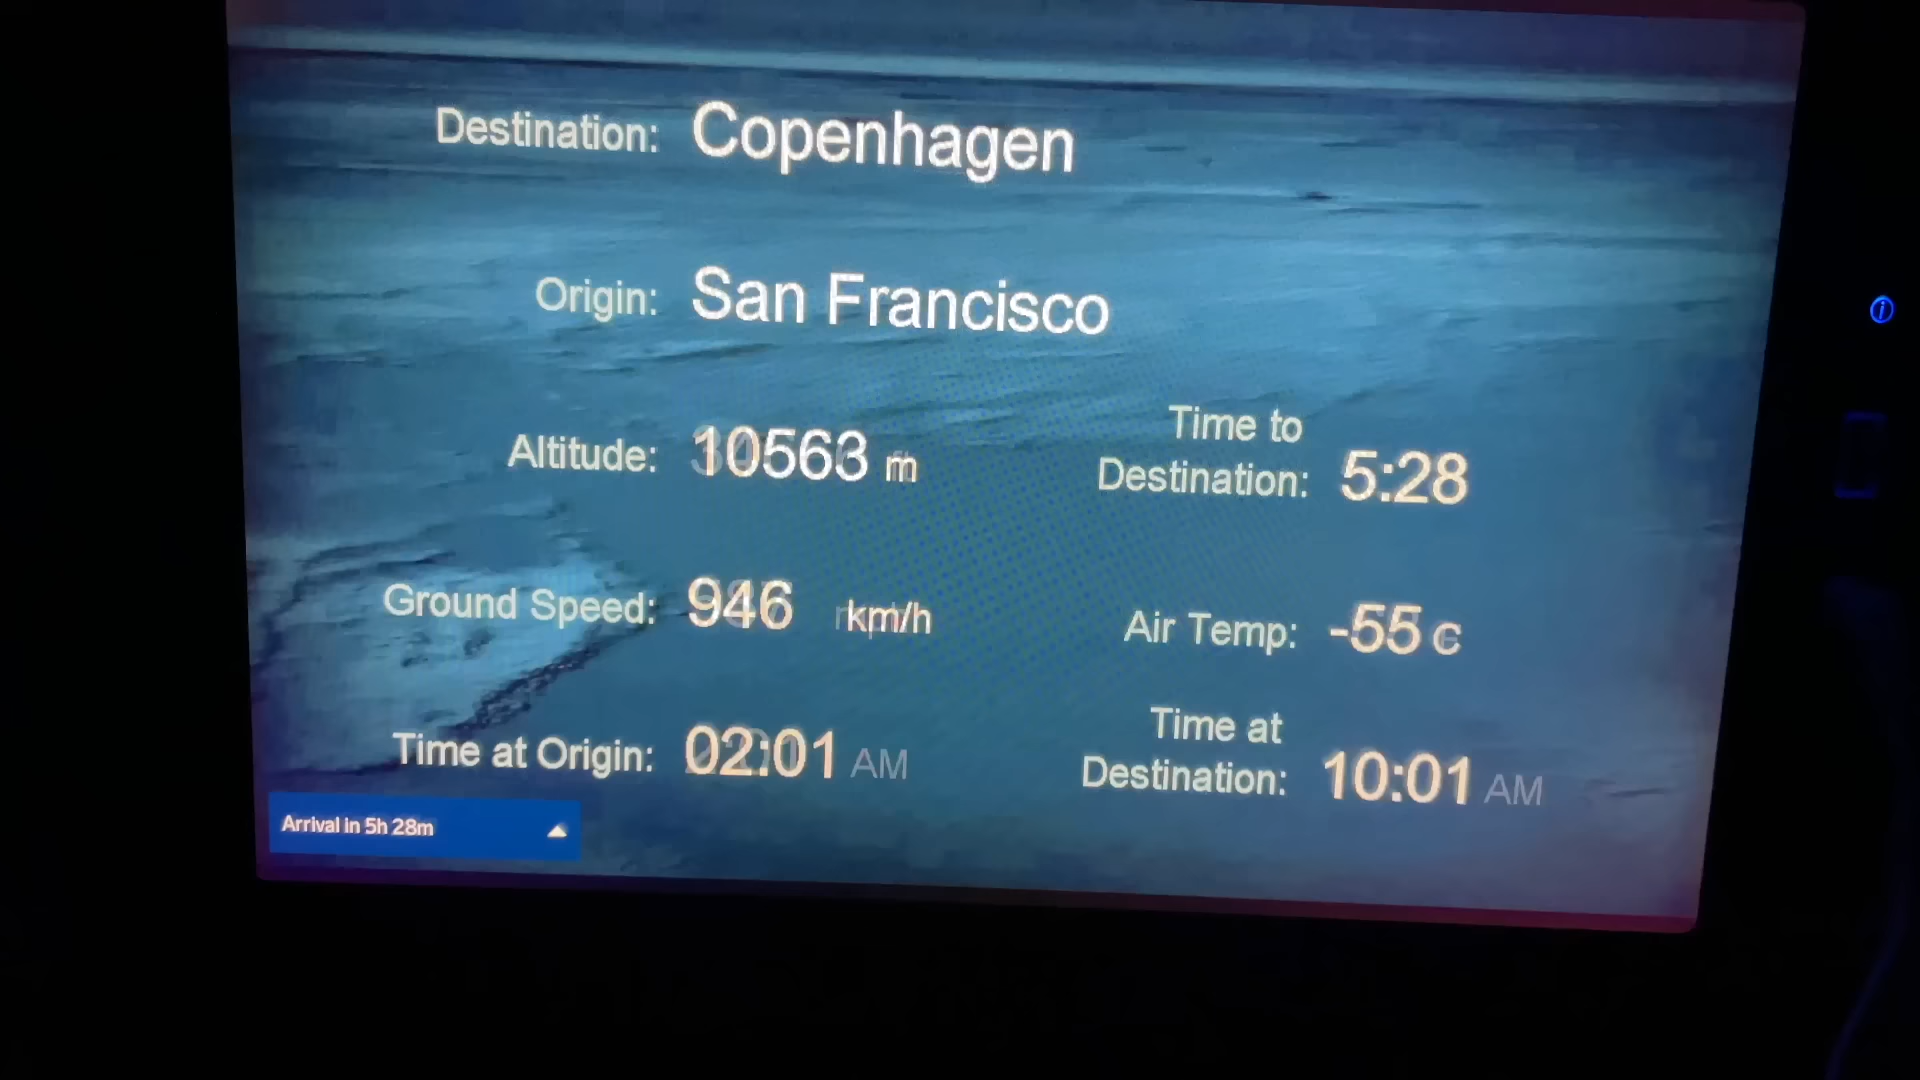 Destination: Copenhagen
Origin: San Francisco
Altitude: 10563 m
Time to
Destination: 5:28
Ground Speed: 946 km/h
Air Temp: -55 c
Time at Origin: 02:01 AM
Time at
Destination: 10:01 AM
Arrival in 5h 28m